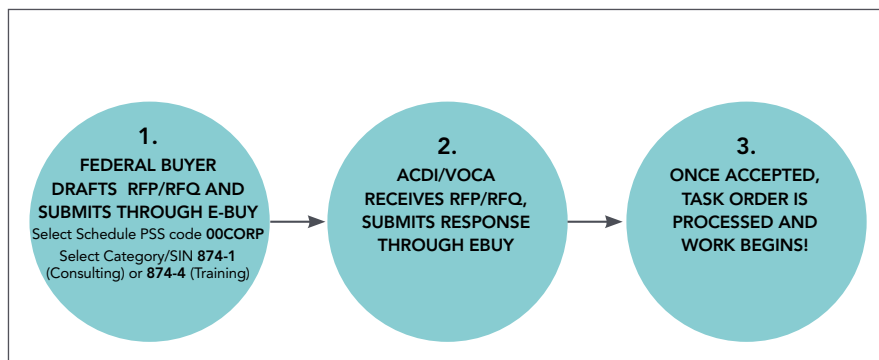 1.
FEDERAL BUYER
DRAFTS RFP/RFQ AND
SUBMITS THROUGH E-BUY
Select Schedule PSS code 00CORP
Select Category/SIN 874-1
(Consulting) or 874-4 (Training)
2.
ACDI/VOCA
RECEIVES RFP/RFQ,
SUBMITS RESPONSE
THROUGH EBUY
3.
ONCE ACCEPTED,
TASK ORDER IS
PROCESSED AND
WORK BEGINS!